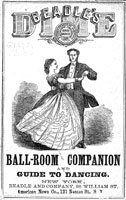 BEADLE'S
DIME
BALL-ROOM COMPANION
AND
GUIDE TO DANCING.
NEW YORK:
BEADLE AND COMPANY, 98 WILLIAM ST.
American News Co., 121 Nassau St. N Y